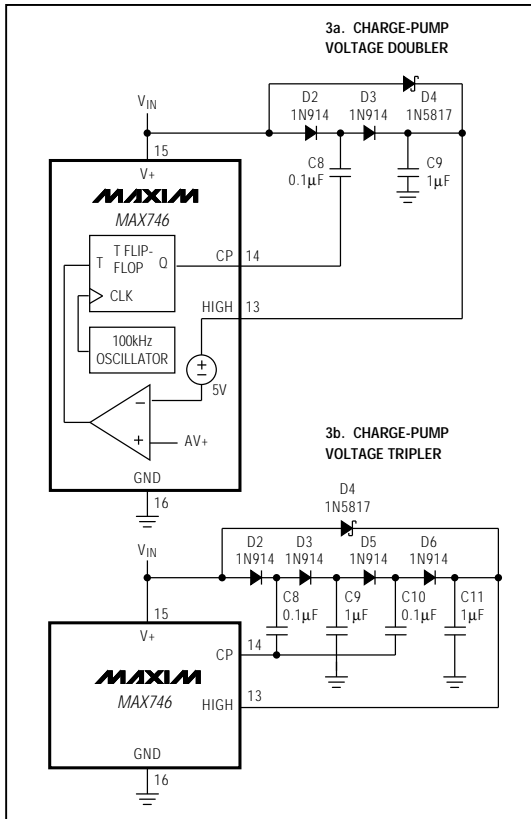 3a. CHARGE-PUMP
VOLTAGE DOUBLER
D4
1N5817
D2
1N914
D3
1N914
VIN
15
V+
C8
0.1µF
C9
1µF
MAXIM
MAX746
T FLIP-
FLOP
T
Q
CLK
CP
14
HIGH
13
100kHz
OSCILLATOR
+
−
5V
−
+
AV+
GND
16
3b. CHARGE-PUMP
VOLTAGE TRIPLER
D4
1N5817
VIN
D2
1N914
D3
1N914
D5
1N914
D6
1N914
15
V+
C8
0.1µF
C9
1µF
C10
0.1µF
C11
1µF
CP
14
MAXIM
MAX746
HIGH
13
GND
16